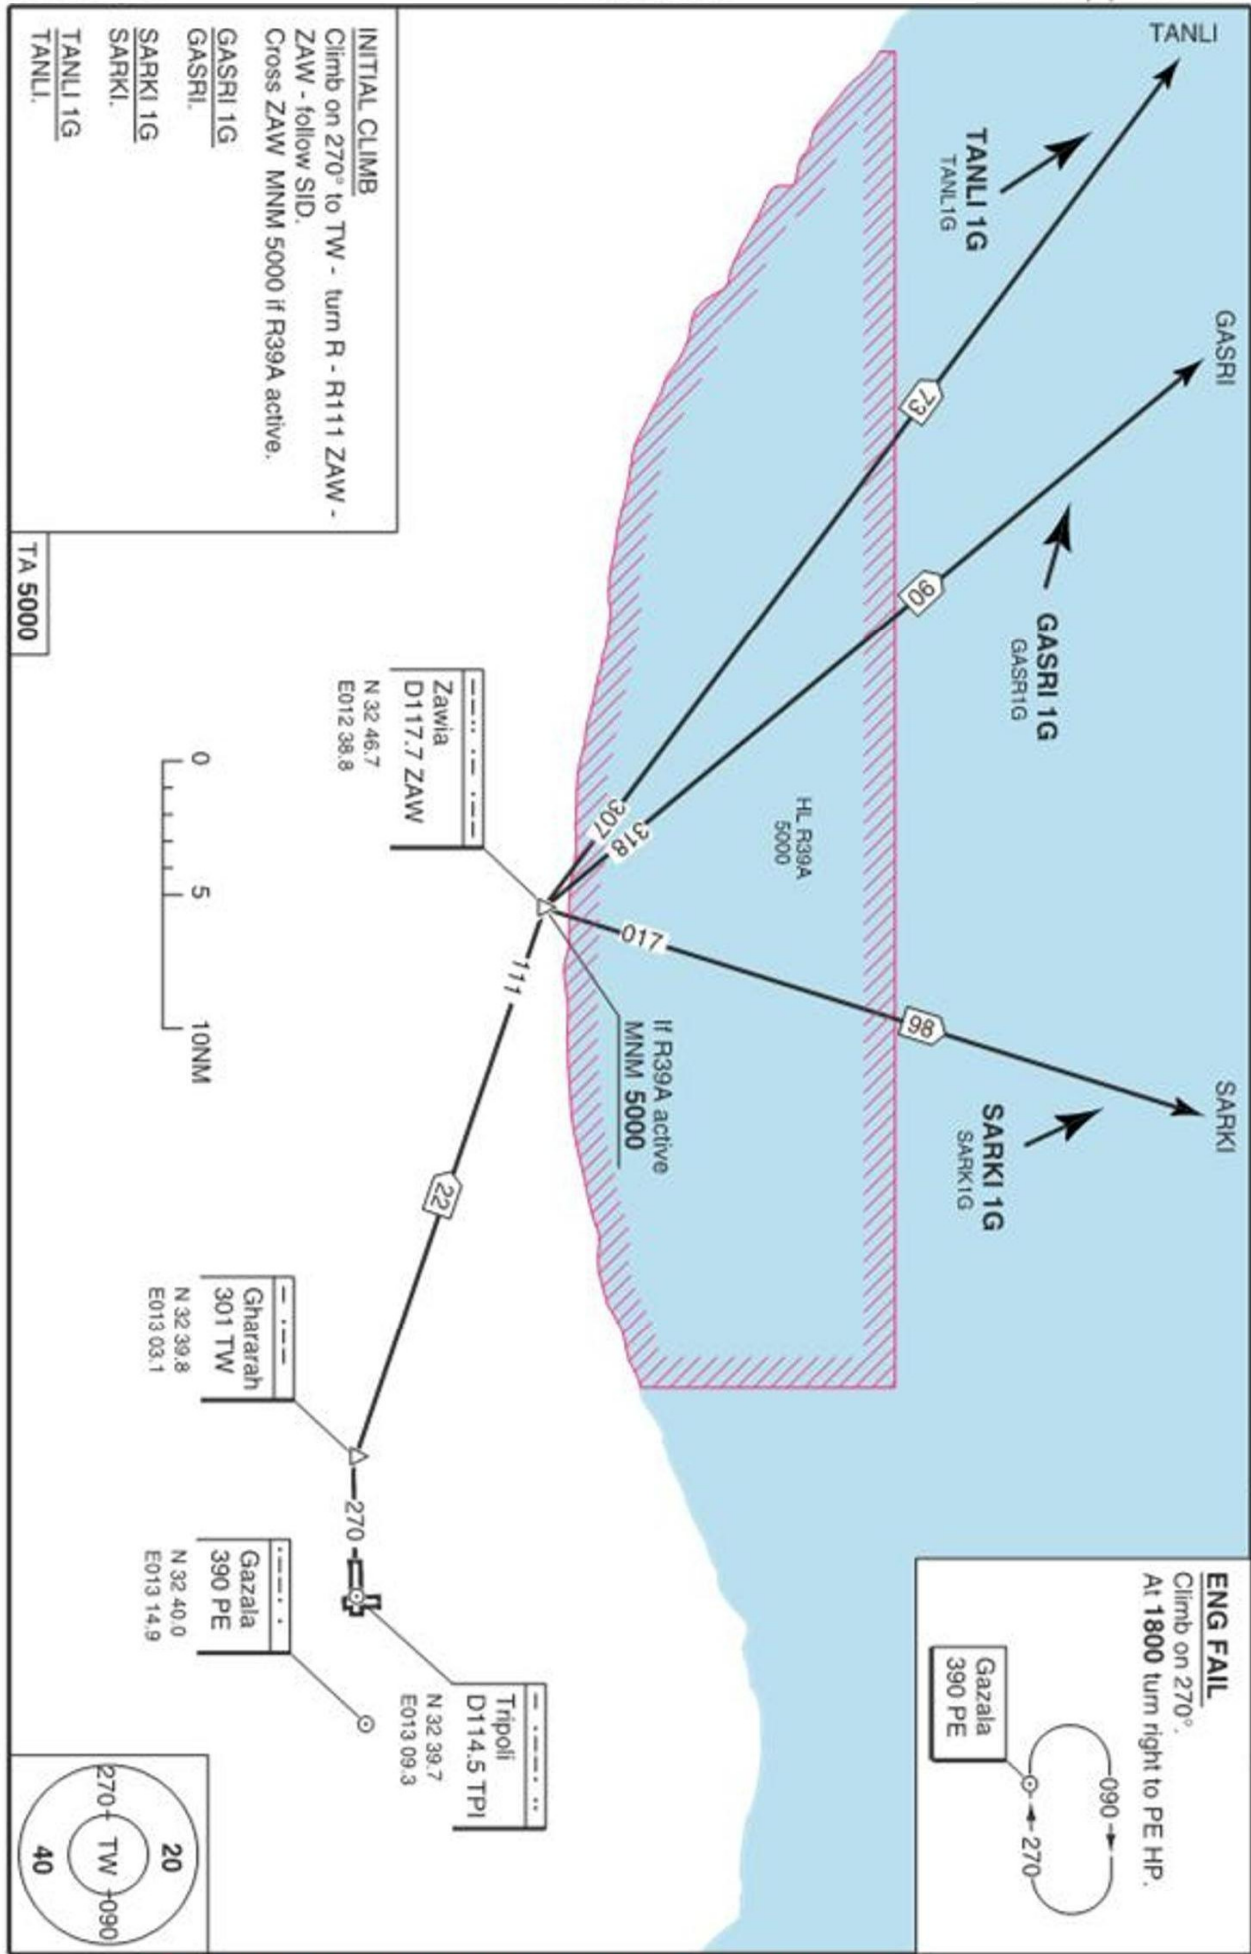 TANLI
GASRI
SARKI
ENG FAIL
Climb on 270°.
At 1800 turn right to PE HP.
090
270
Gazala
390 PE
TANLI 1G
TANL1G
GASRI 1G
GASR1G
SARKI 1G
SARK1G
73
90
98
HL R39A
5000
307
318
017
If R39A active
MNM 5000
111
22
270
Zawia
D117.7 ZAW
N 32 46.7
E012 38.8
Ghararah
301 TW
N 32 39.8
E013 03.1
Tripoli
D114.5 TPI
N 32 39.7
E013 09.3
Gazala
390 PE
N 32 40.0
E013 14.9
INITIAL CLIMB
Climb on 270° to TW - turn R - R111 ZAW -
ZAW - follow SID.
Cross ZAW MNM 5000 if R39A active.
GASRI 1G
GASRI.
SARKI 1G
SARKI.
TANLI 1G
TANLI.
TA 5000
0 5 10NM
20
270 TW 090
40